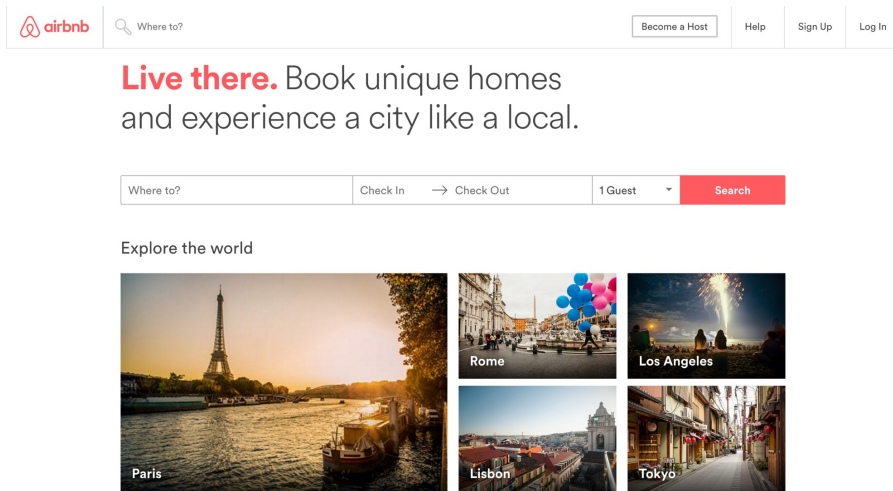 airbnb
Where to?
Become a Host
Help
Sign Up
Log In
Live there. Book unique homes
and experience a city like a local.
Where to?
Check In
Check Out
1 Guest
Search
Explore the world
Paris
Rome
Los Angeles
Lisbon
Tokyo